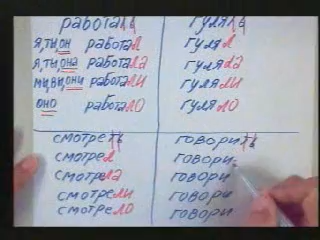 работать гулять
я,ты,он работал гулял
я,ты,она работала гуляла
мы,вы,они работали гуляли
оно работало гуляло
смотреть говорить
смотрел говори
смотрела говори
смотрели говори
смотрело говори